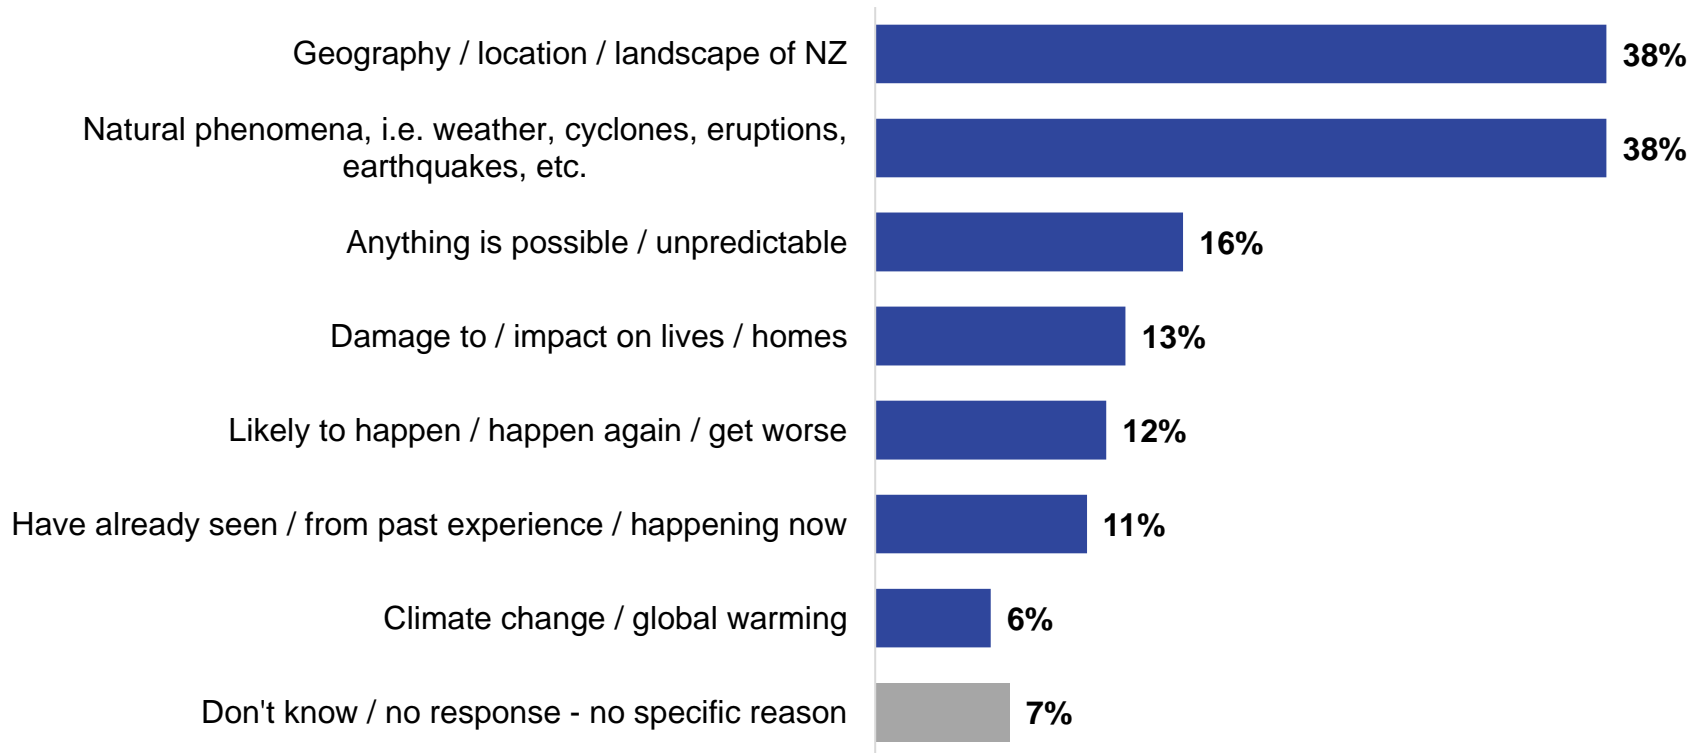 Geography / location / landscape of NZ 38%
Natural phenomena, i.e. weather, cyclones, eruptions,
earthquakes, etc. 38%
Anything is possible / unpredictable 16%
Damage to / impact on lives / homes 13%
Likely to happen / happen again / get worse 12%
Have already seen / from past experience / happening now 11%
Climate change / global warming 6%
Don't know / no response - no specific reason 7%